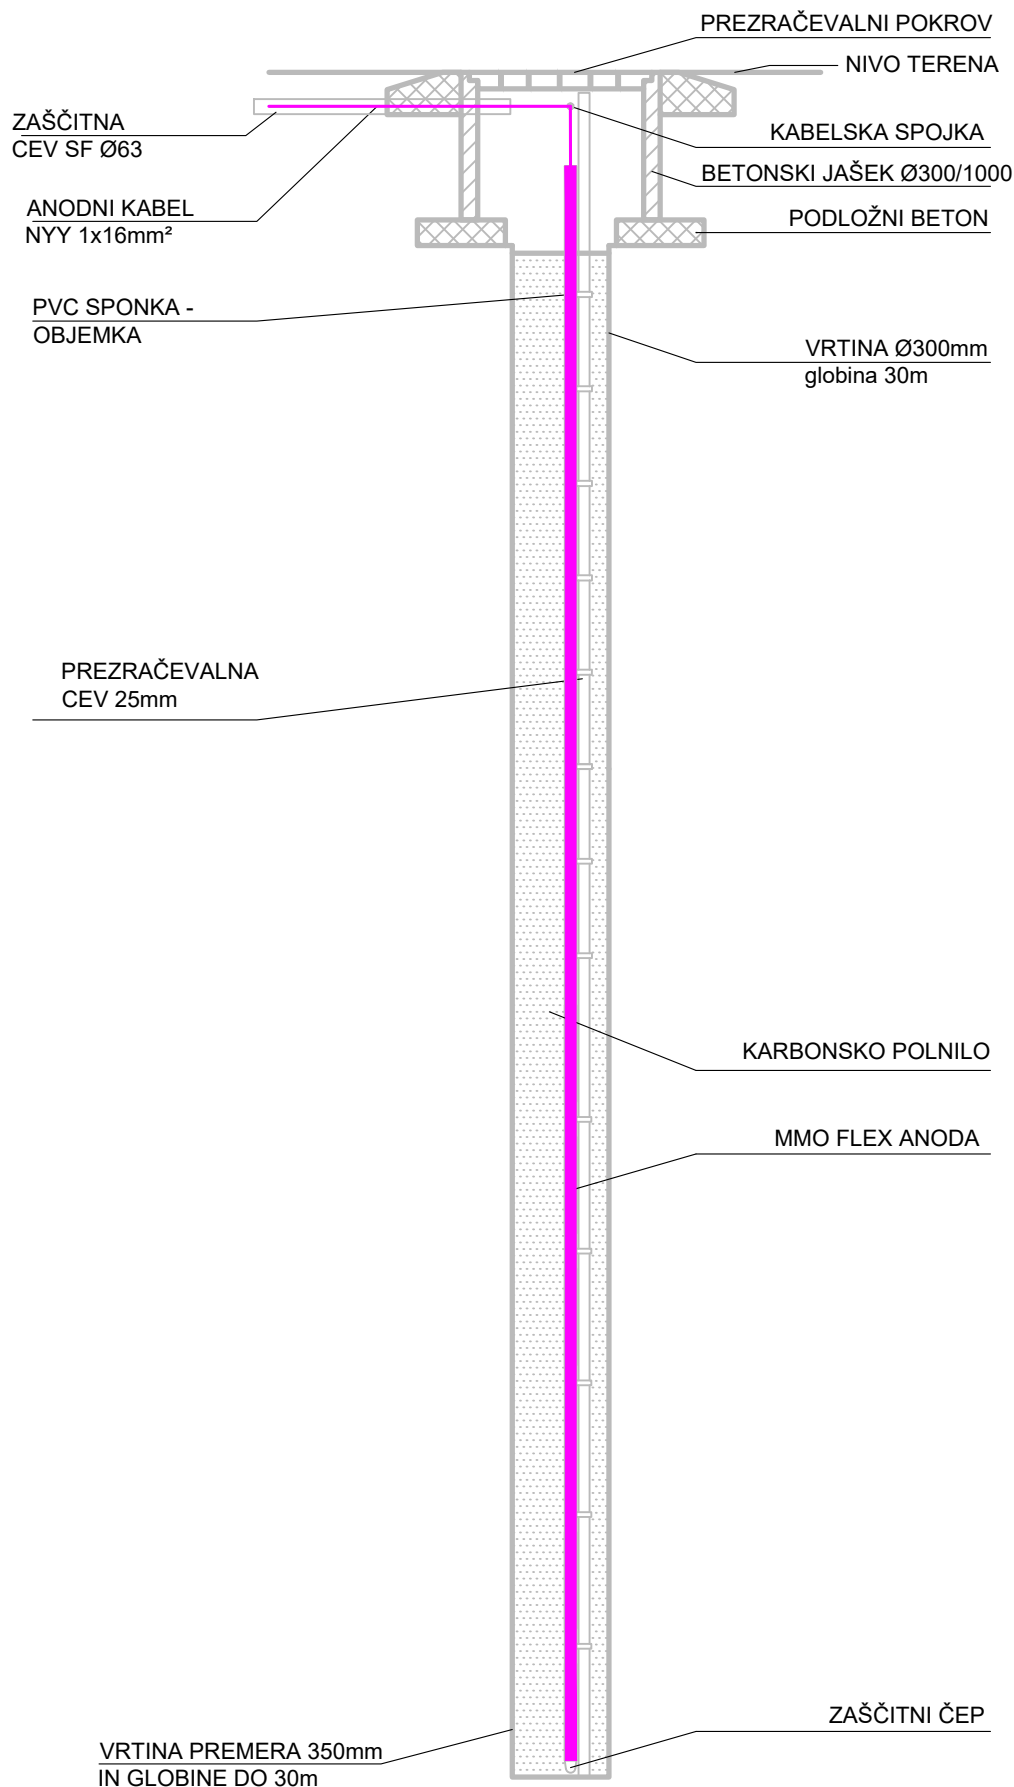 PREZRAČEVALNI POKROV
NIVO TERENA
ZAŠČITNA
CEV SF Ø63
KABELSKA SPOJKA
BETONSKI JAŠEK Ø300/1000
ANODNI KABEL
NYY 1x16mm²
PODLOŽNI BETON
PVC SPONKA -
OBJEMKA
VRTINA Ø300mm
globina 30m
PREZRAČEVALNA
CEV 25mm
KARBONSKO POLNILO
MMO FLEX ANODA
ZAŠČITNI ČEP
VRTINA PREMERA 350mm
IN GLOBINE DO 30m